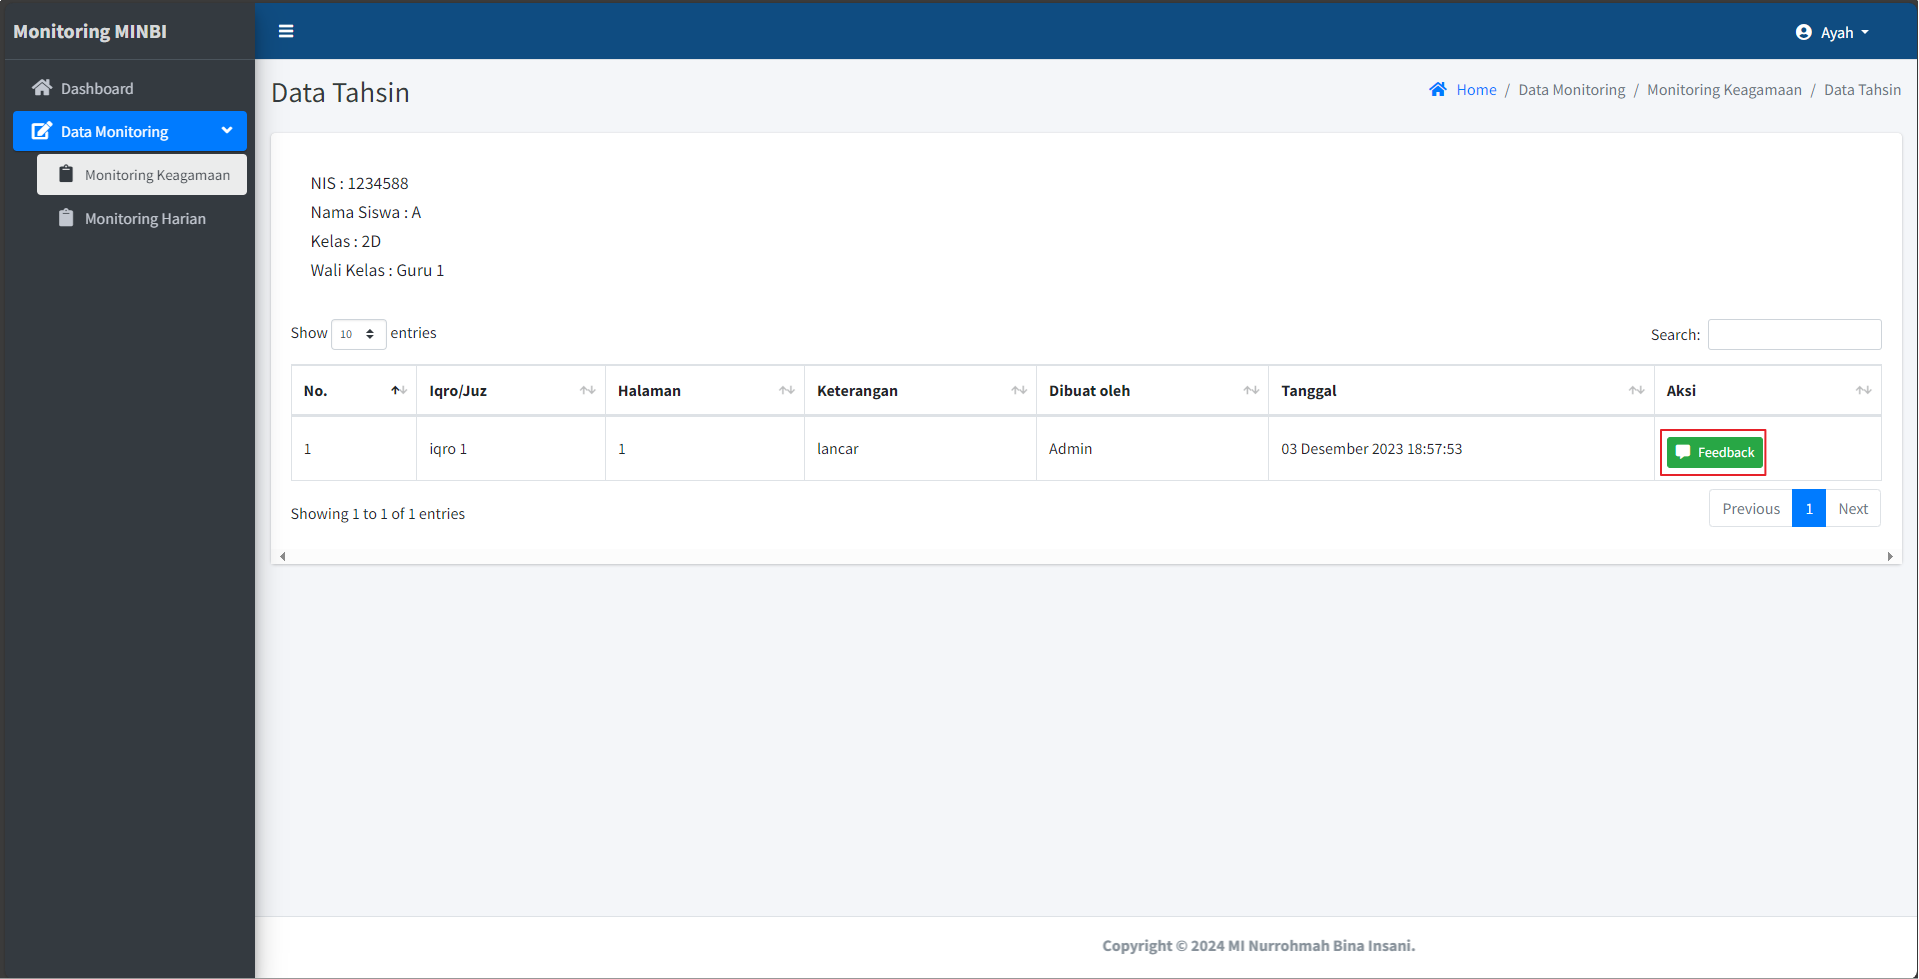 Monitoring MINBI
Ayah
Dashboard
Data Monitoring
Monitoring Keagamaan
Monitoring Harian
Data Tahsin
Home / Data Monitoring / Monitoring Keagamaan / Data Tahsin
NIS : 1234588
Nama Siswa : A
Kelas : 2D
Wali Kelas : Guru 1
Show 10 entries
Search:
No. Iqro/Juz Halaman Keterangan Dibuat oleh Tanggal Aksi
1 iqro 1 1 lancar Admin 03 Desember 2023 18:57:53 Feedback
Showing 1 to 1 of 1 entries
Previous 1 Next
Copyright © 2024 MI Nurrohmah Bina Insani.